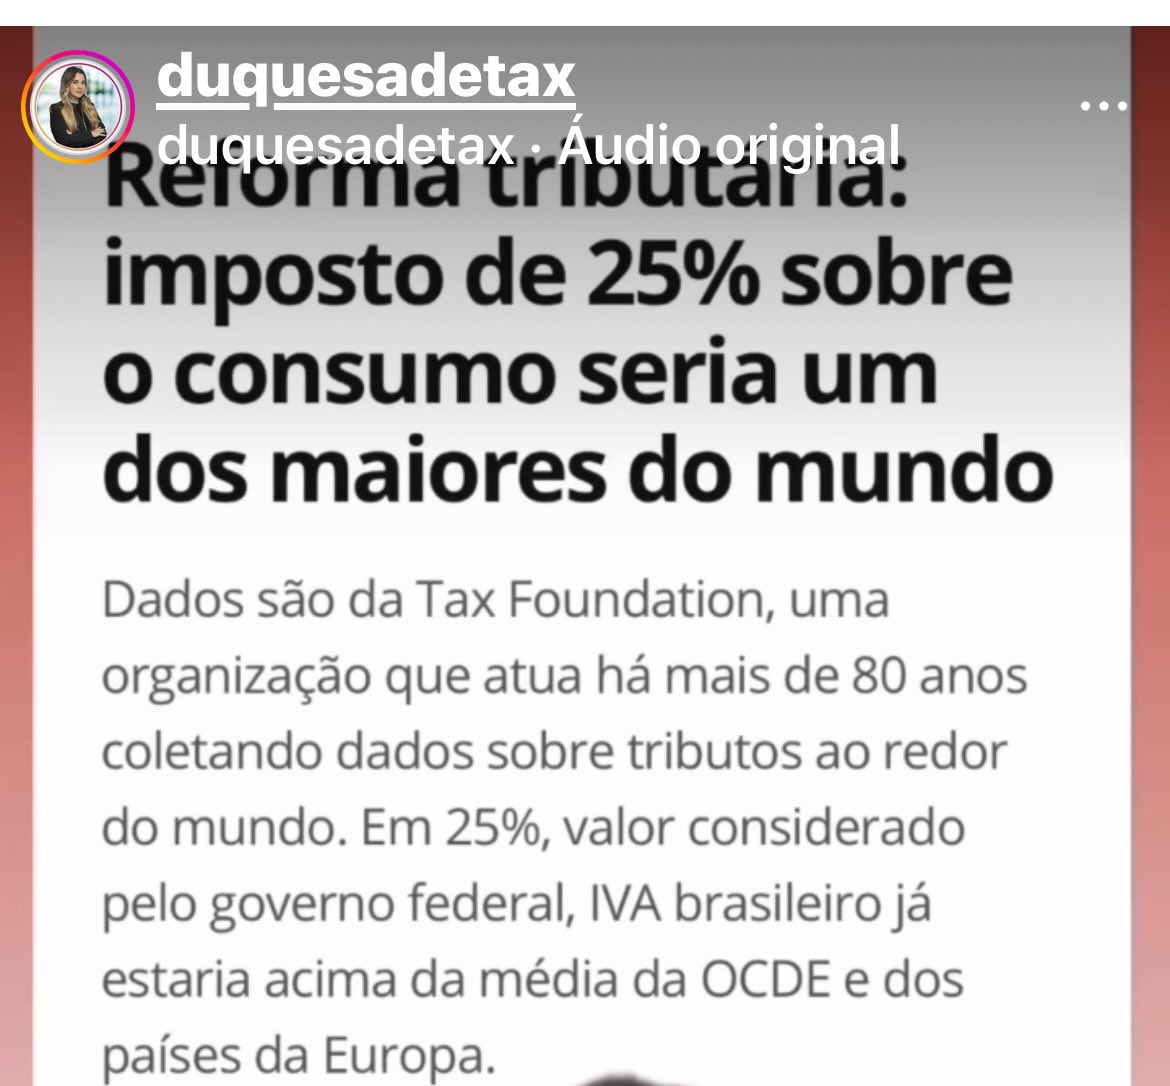 duquesadetax
duquesadetax · Áudio original
Reforma tributária:
imposto de 25% sobre
o consumo seria um
dos maiores do mundo
Dados são da Tax Foundation, uma
organização que atua há mais de 80 anos
coletando dados sobre tributos ao redor
do mundo. Em 25%, valor considerado
pelo governo federal, IVA brasileiro já
estaria acima da média da OCDE e dos
países da Europa.